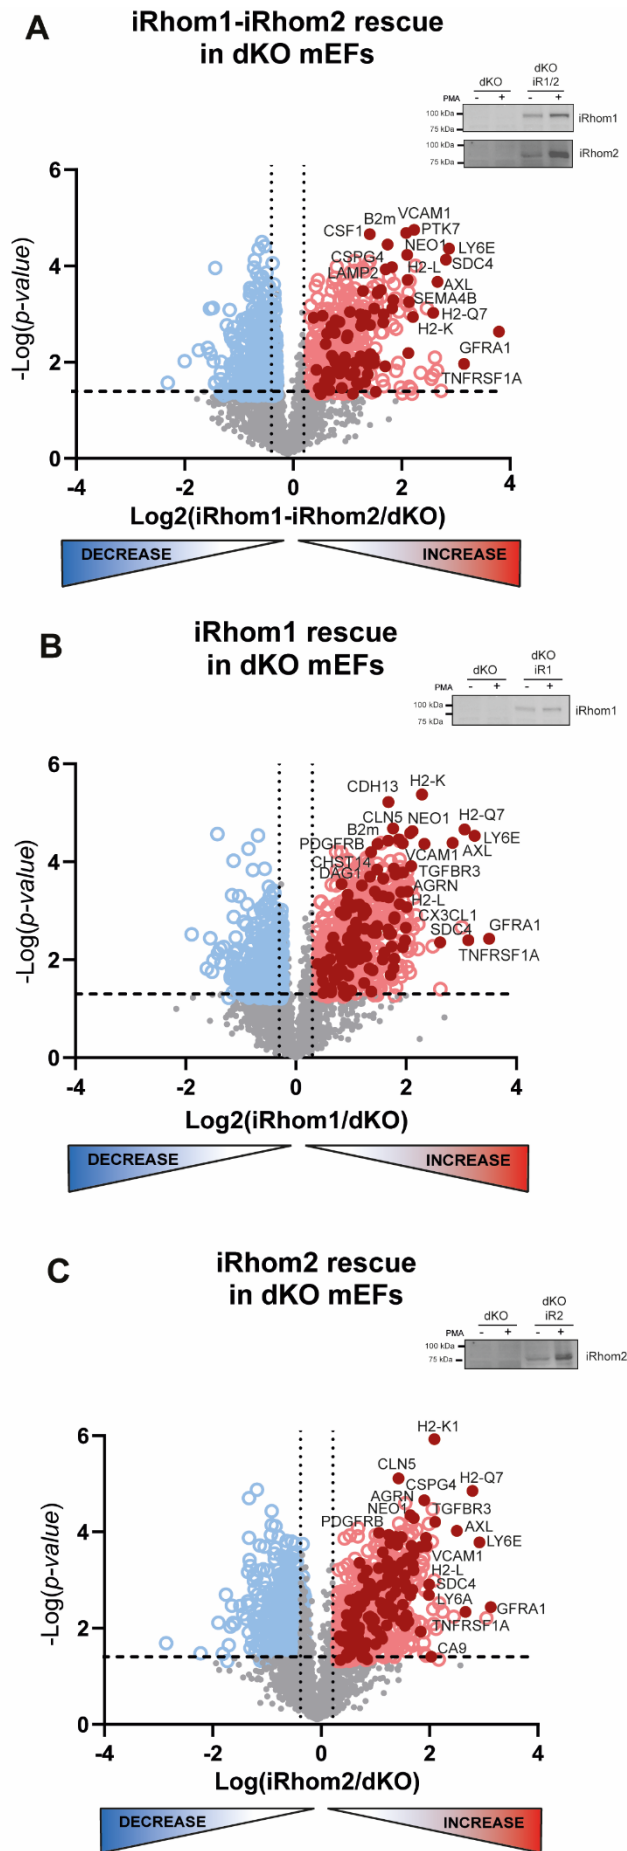 A
iRhom1-iRhom2 rescue
in dKO mEFs
dKO
dKO
iR1/2
PMA - + - +
100 kDa
75 kDa
iRhom1
100 kDa
75 kDa
iRhom2
6
4
2
0
-Log(p-value)
B2m
VCAM1
CSF1
PTK7
NEO1
LY6E
CSPG4
H2-L
SDC4
LAMP2
AXL
SEMA4B
H2-Q7
H2-K
GFRA1
TNFRSF1A
-4 -2 0 2 4
Log2(iRhom1-iRhom2/dKO)
DECREASE
INCREASE
B
iRhom1 rescue
in dKO mEFs
dKO
dKO
iR1
PMA - + - +
100 kDa
75 kDa
iRhom1
6
4
2
0
-Log(p-value)
CDH13
H2-K
CLN5
NEO1
H2-Q7
B2m
LY6E
PDGFRB
VCAM1
AXL
CHST14
TGFBR3
DAG1
AGRN
H2-L
CX3CL1
SDC4
GFRA1
TNFRSF1A
-4 -2 0 2 4
Log2(iRhom1/dKO)
DECREASE
INCREASE
C
iRhom2 rescue
in dKO mEFs
dKO
dKO
iR2
PMA - + - +
100 kDa
75 kDa
iRhom2
6
4
2
0
-Log(p-value)
H2-K1
CLN5
CSPG4
H2-Q7
AGRN
NEO1
TGFBR3
PDGFRB
AXL
LY6E
VCAM1
H2-L
SDC4
LY6A
GFRA1
TNFRSF1A
CA9
-4 -2 0 2 4
Log(iRhom2/dKO)
DECREASE
INCREASE